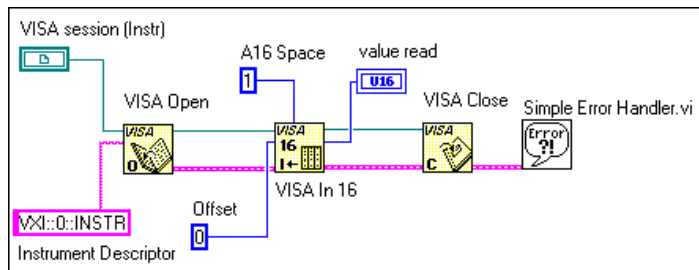 VISA session (Instr)
A16 Space
value read
1
U16
VISA Open
VISA Close
Simple Error Handler.vi
VISA
O
VISA
16
I←
VISA
C
Error
?!
VISA In 16
VXI::0::INSTR
Offset
0
Instrument Descriptor